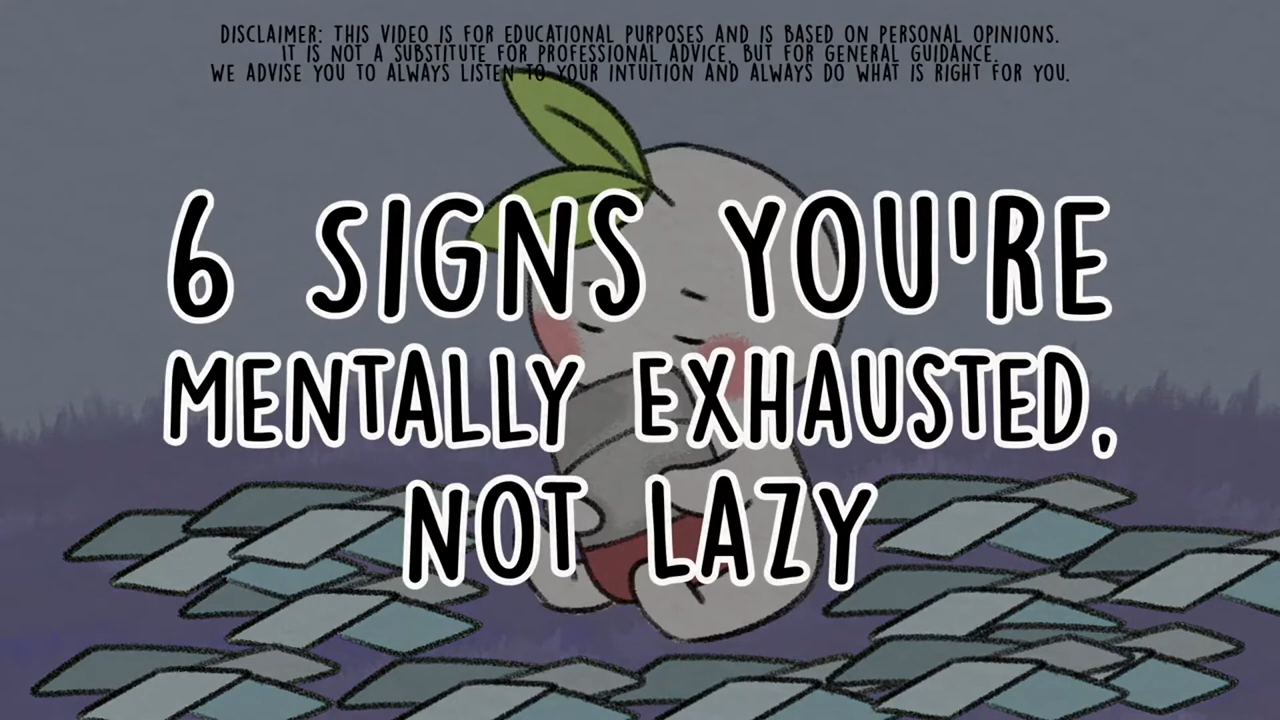 DISCLAIMER: THIS VIDEO IS FOR EDUCATIONAL PURPOSES AND IS BASED ON PERSONAL OPINIONS.
IT IS NOT A SUBSTITUTE FOR PROFESSIONAL ADVICE, BUT FOR GENERAL GUIDANCE.
WE ADVISE YOU TO ALWAYS LISTEN TO YOUR INTUITION AND ALWAYS DO WHAT IS RIGHT FOR YOU.
6 SIGNS YOU'RE
MENTALLY EXHAUSTED,
NOT LAZY